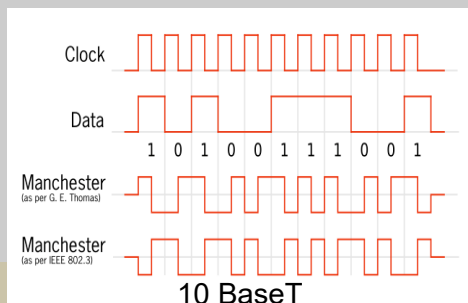 Clock
Data
1 0 1 0 0 1 1 1 0 0 1
Manchester
(as per G. E. Thomas)
Manchester
(as per IEEE 802.3)
10 BaseT